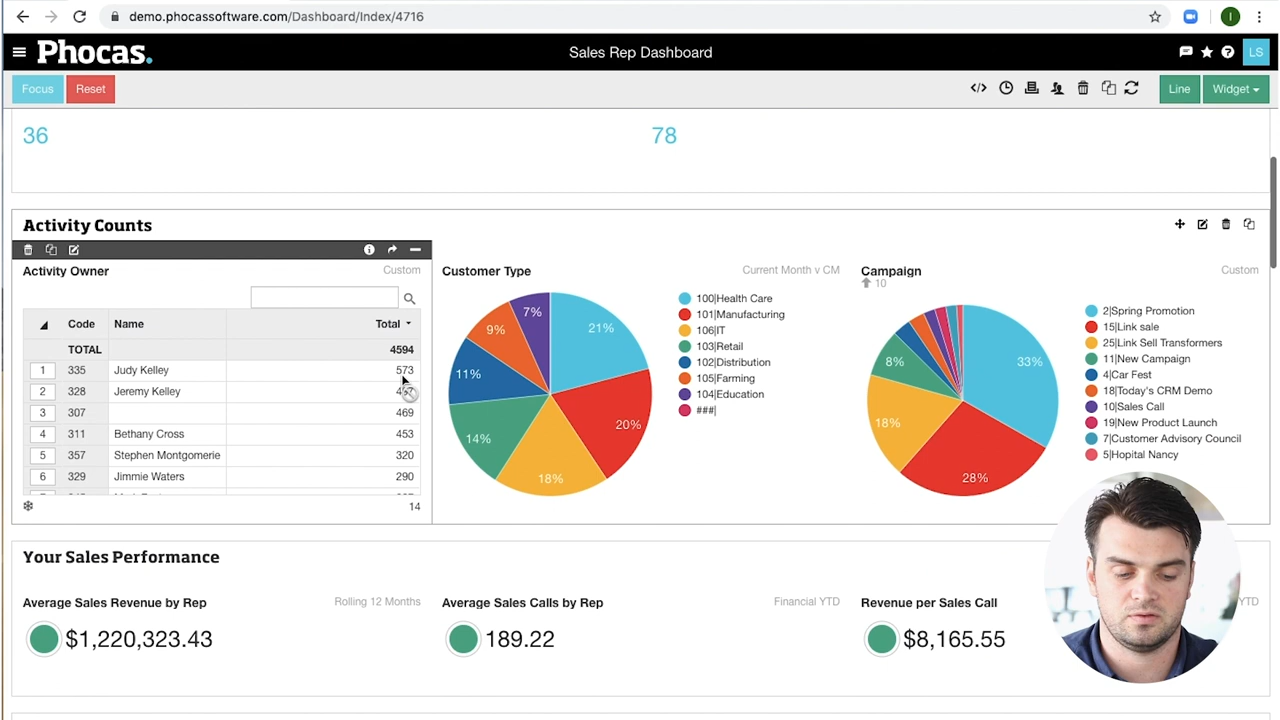 demo.phocassoftware.com/Dashboard/Index/4716
Phocas.
Sales Rep Dashboard
LS
Focus
Reset
</>
Line
Widget
36
78
Activity Counts
Activity Owner
Custom
Code
Name
Total
TOTAL
4594
1
335
Judy Kelley
573
2
328
Jeremy Kelley
3
307
469
4
311
Bethany Cross
453
5
357
Stephen Montgomerie
320
6
329
Jimmie Waters
290
14
Customer Type
Current Month v CM
21%
20%
18%
14%
11%
9%
7%
100|Health Care
101|Manufacturing
106|IT
103|Retail
102|Distribution
105|Farming
104|Education
###|
Campaign
10
Custom
33%
28%
18%
8%
2|Spring Promotion
15|Link sale
25|Link Sell Transformers
11|New Campaign
4|Car Fest
18|Today's CRM Demo
10|Sales Call
19|New Product Launch
7|Customer Advisory Council
5|Hopital Nancy
Your Sales Performance
Average Sales Revenue by Rep
Rolling 12 Months
$1,220,323.43
Average Sales Calls by Rep
Financial YTD
189.22
Revenue per Sales Call
YTD
$8,165.55